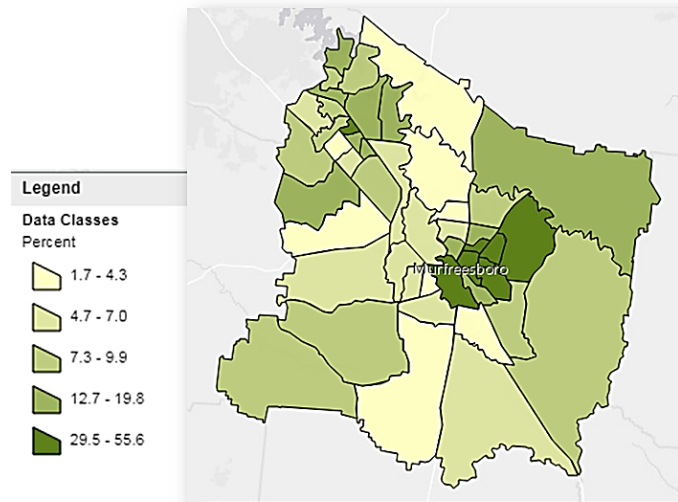 Murfreesboro
Legend
Data Classes
Percent
1.7 - 4.3
4.7 - 7.0
7.3 - 9.9
12.7 - 19.8
29.5 - 55.6